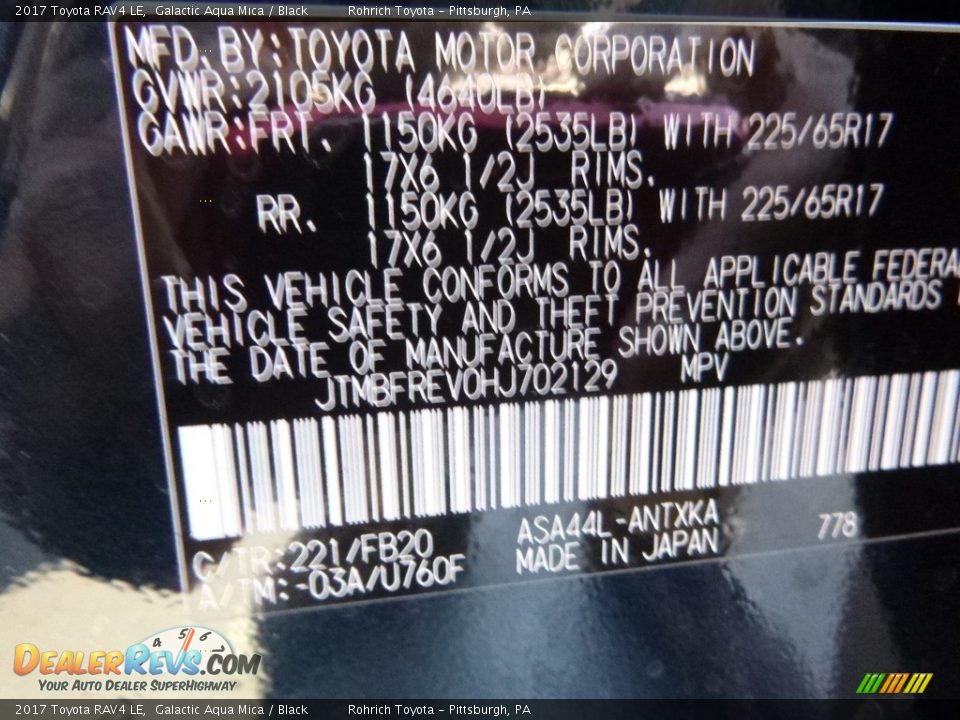 2017 Toyota RAV4 LE, Galactic Aqua Mica / Black Rohrich Toyota - Pittsburgh, PA
MFD.BY:TOYOTA MOTOR CORPORATION
GVWR:2105KG (4640LB)
GAWR:FRT. 1150KG (2535LB) WITH 225/65R17
17X6 1/2J RIMS.
RR. 1150KG (2535LB) WITH 225/65R17
17X6 1/2J RIMS.
THIS VEHICLE CONFORMS TO ALL APPLICABLE FEDERA
VEHICLE SAFETY AND THEFT PREVENTION STANDARDS
THE DATE OF MANUFACTURE SHOWN ABOVE.
JTMBFREV0HJ702129 MPV
C/TR:221/FB20 ASA44L-ANTXKA 778
A/TM:-03A/U760F MADE IN JAPAN
4 5 6
DEALERREVS.COM
YOUR AUTO DEALER SUPERHIGHWAY
2017 Toyota RAV4 LE, Galactic Aqua Mica / Black Rohrich Toyota - Pittsburgh, PA